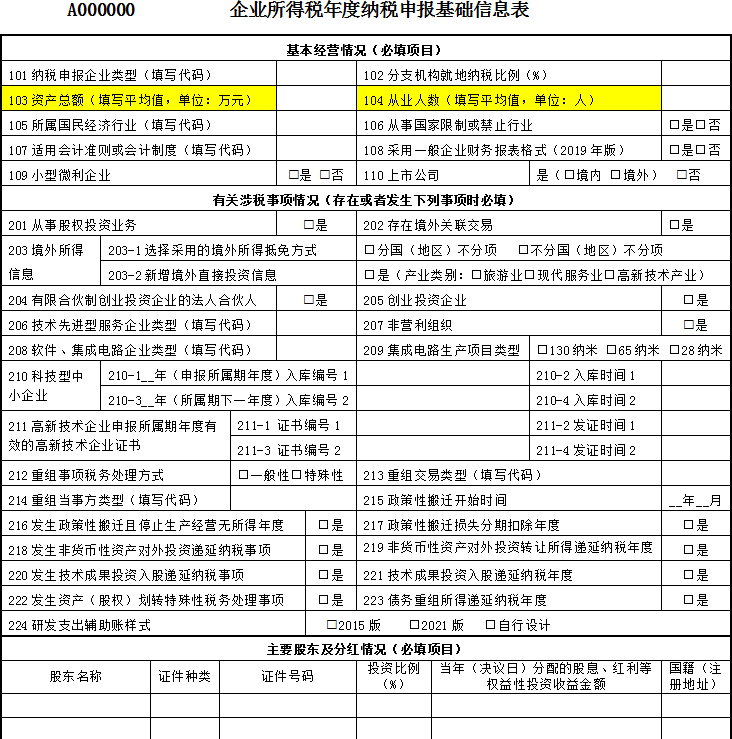 A000000 企业所得税年度纳税申报基础信息表
基本经营情况（必填项目）
101 纳税申报企业类型（填写代码） 102 分支机构就地纳税比例（%）
103 资产总额（填写平均值，单位：万元） 104 从业人数（填写平均值，单位：人）
105 所属国民经济行业（填写代码） 106 从事国家限制或禁止行业 □是□否
107 适用会计准则或会计制度（填写代码） 108 采用一般企业财务报表格式（2019 年版） □是□否
109 小型微利企业 □是 □否 110 上市公司 是（□境内 □境外） □否
有关涉税事项情况（存在或者发生下列事项时必填）
201 从事股权投资业务 □是 202 存在境外关联交易 □是
203 境外所得信息 203-1 选择采用的境外所得抵免方式 □分国（地区）不分项 □不分国（地区）不分项
203-2 新增境外直接投资信息 □是（产业类别：□旅游业□现代服务业□高新技术产业）
204 有限合伙制创业投资企业的法人合伙人 □是 205 创业投资企业 □是
206 技术先进型服务企业类型（填写代码） 207 非营利组织 □是
208 软件、集成电路企业类型（填写代码） 209 集成电路生产项目类型 □130 纳米 □65 纳米 □28 纳米
210 科技型中小企业 210-1__年（申报所属期年度）入库编号 1 210-2 入库时间 1
210-3__年（所属期下一年度）入库编号 2 210-4 入库时间 2
211 高新技术企业申报所属期年度有效的高新技术企业证书 211-1 证书编号 1 211-2 发证时间 1
211-3 证书编号 2 211-4 发证时间 2
212 重组事项税务处理方式 □一般性□特殊性 213 重组交易类型（填写代码）
214 重组当事方类型（填写代码） 215 政策性搬迁开始时间 __年__月
216 发生政策性搬迁且停止生产经营无所得年度 □是 217 政策性搬迁损失分期扣除年度 □是
218 发生非货币性资产对外投资递延纳税事项 □是 219 非货币性资产对外投资转让所得递延纳税年度 □是
220 发生技术成果投资入股递延纳税事项 □是 221 技术成果投资入股递延纳税年度 □是
222 发生资产（股权）划转特殊性税务处理事项 □是 223 债务重组所得递延纳税年度 □是
224 研发支出辅助账样式 □2015 版 □2021 版 □自行设计
主要股东及分红情况（必填项目）
股东名称 证件种类 证件号码 投资比例（%） 当年（决议日）分配的股息、红利等权益性投资收益金额 国籍（注册地址）